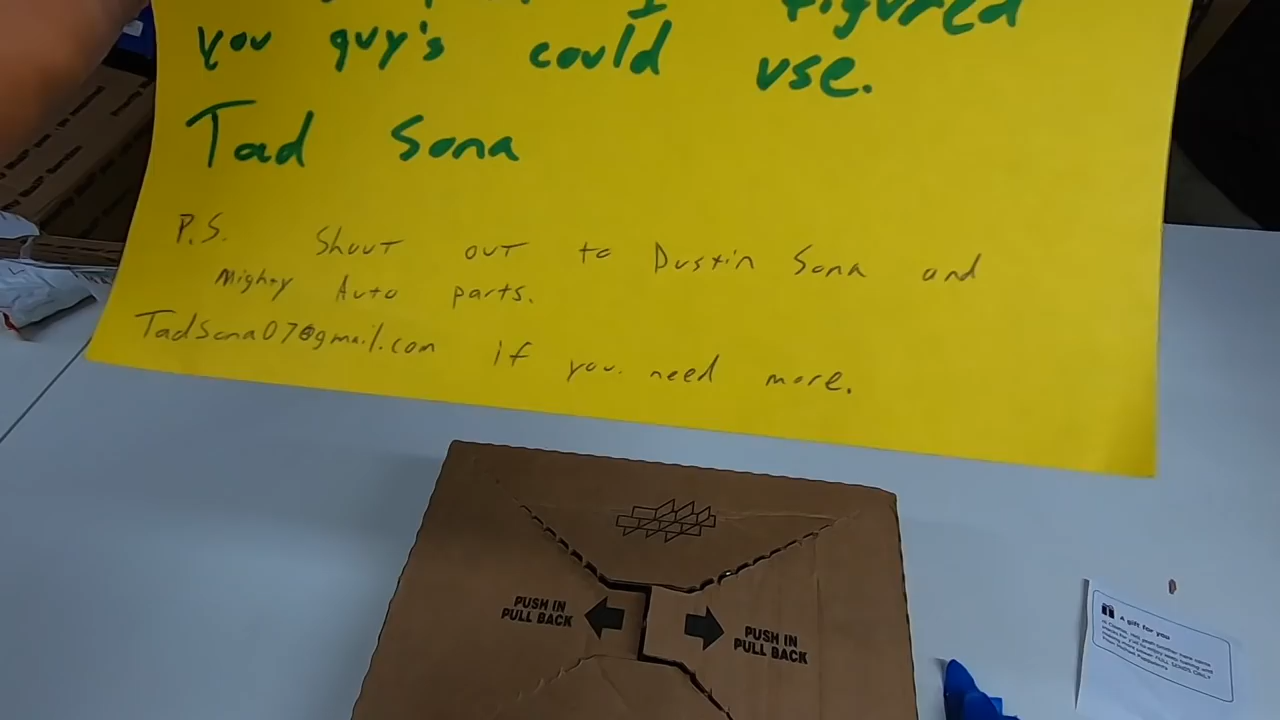 I figured
you guy's could use.
Tad Sona
P.S. Shout out to Dustin Sona and
Mighty Auto parts.
TadSona07@gmail.com if you need more.
PUSH IN
PULL BACK
PUSH IN
PULL BACK
A gift for you